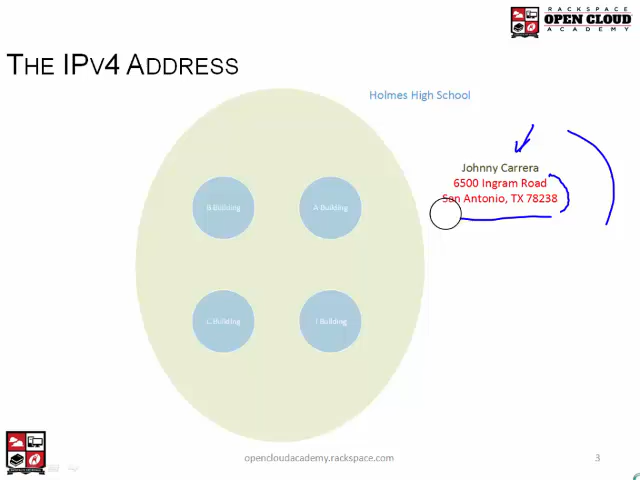 RACKSPACE
OPEN CLOUD
ACADEMY
THE IPV4 ADDRESS
Holmes High School
Johnny Carrera
6500 Ingram Road
San Antonio, TX 78238
B Building
A Building
C Building
I Building
opencloudacademy.rackspace.com
3